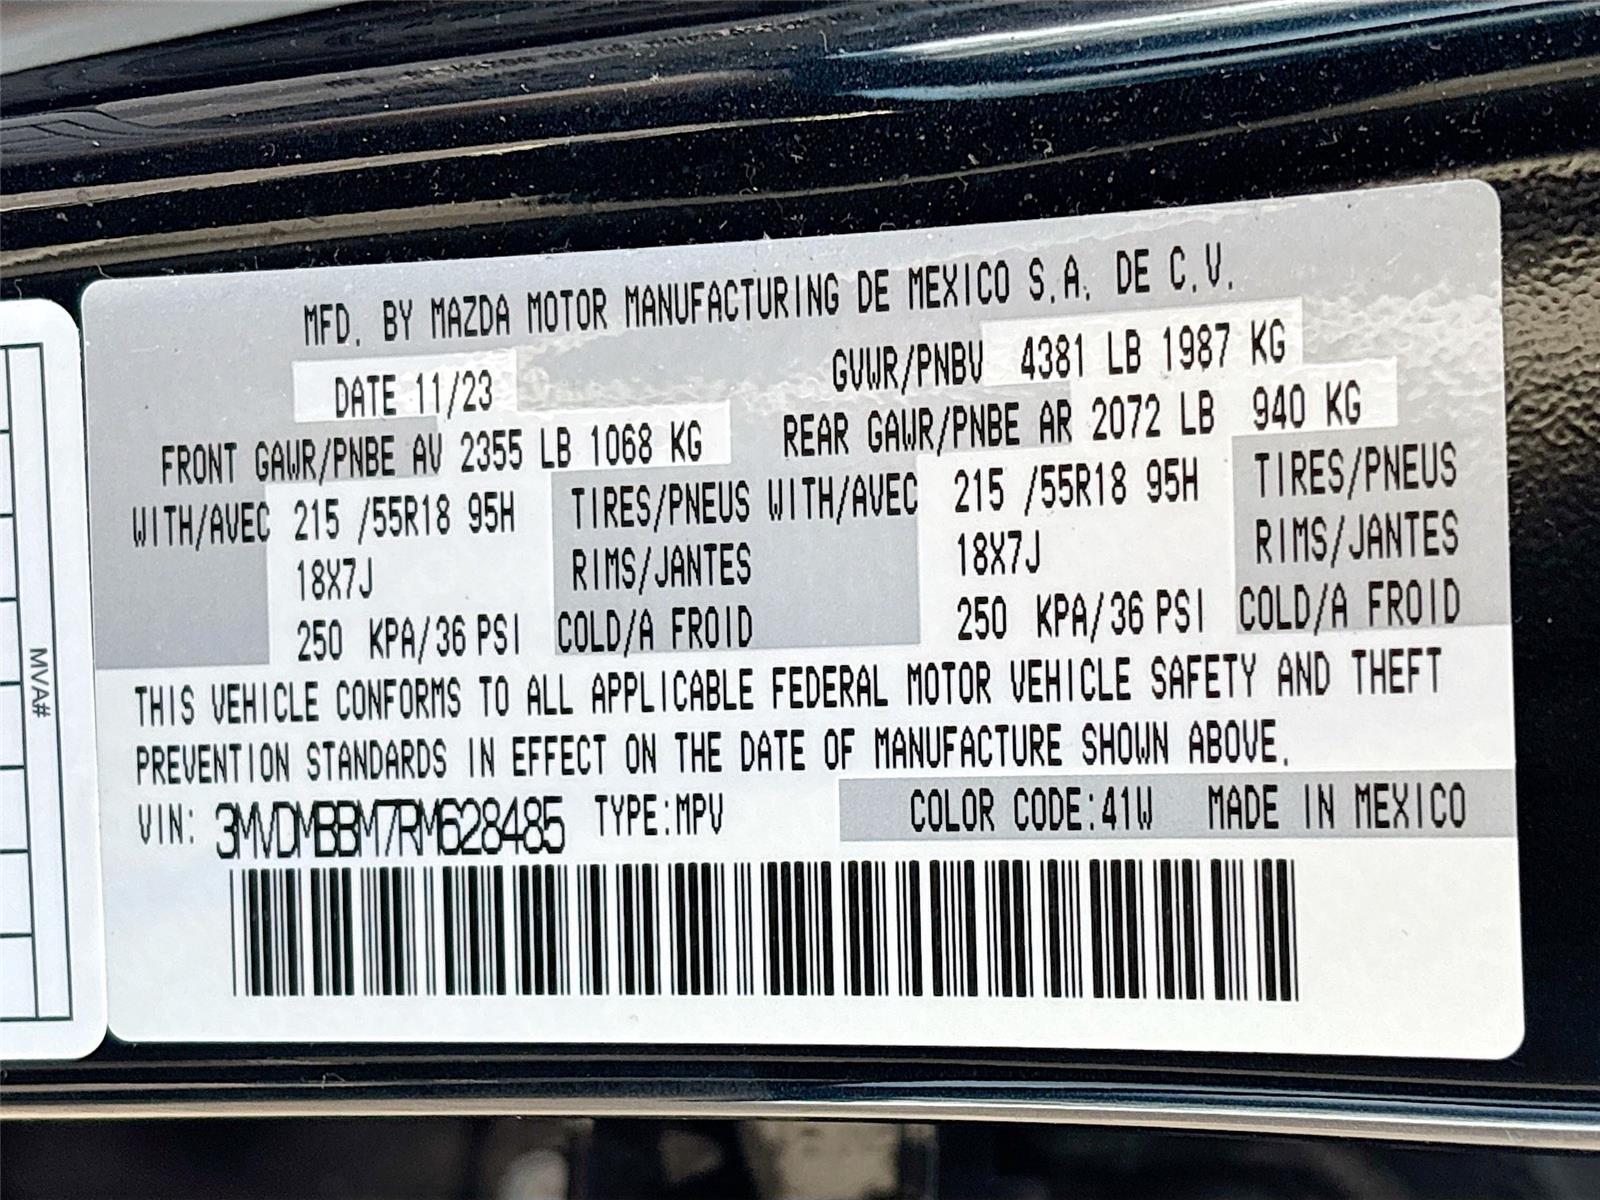 MFD. BY MAZDA MOTOR MANUFACTURING DE MEXICO S.A. DE C.V.
DATE 11/23 GVWR/PNBV 4381 LB 1987 KG
FRONT GAWR/PNBE AV 2355 LB 1068 KG REAR GAWR/PNBE AR 2072 LB 940 KG
WITH/AVEC 215 /55R18 95H TIRES/PNEUS WITH/AVEC 215 /55R18 95H TIRES/PNEUS
18X7J RIMS/JANTES 18X7J RIMS/JANTES
250 KPA/36 PSI COLD/A FROID 250 KPA/36 PSI COLD/A FROID
THIS VEHICLE CONFORMS TO ALL APPLICABLE FEDERAL MOTOR VEHICLE SAFETY AND THEFT
PREVENTION STANDARDS IN EFFECT ON THE DATE OF MANUFACTURE SHOWN ABOVE.
VIN: 3MVDMBBM7RM628485 TYPE:MPV COLOR CODE:41W MADE IN MEXICO
MVA#